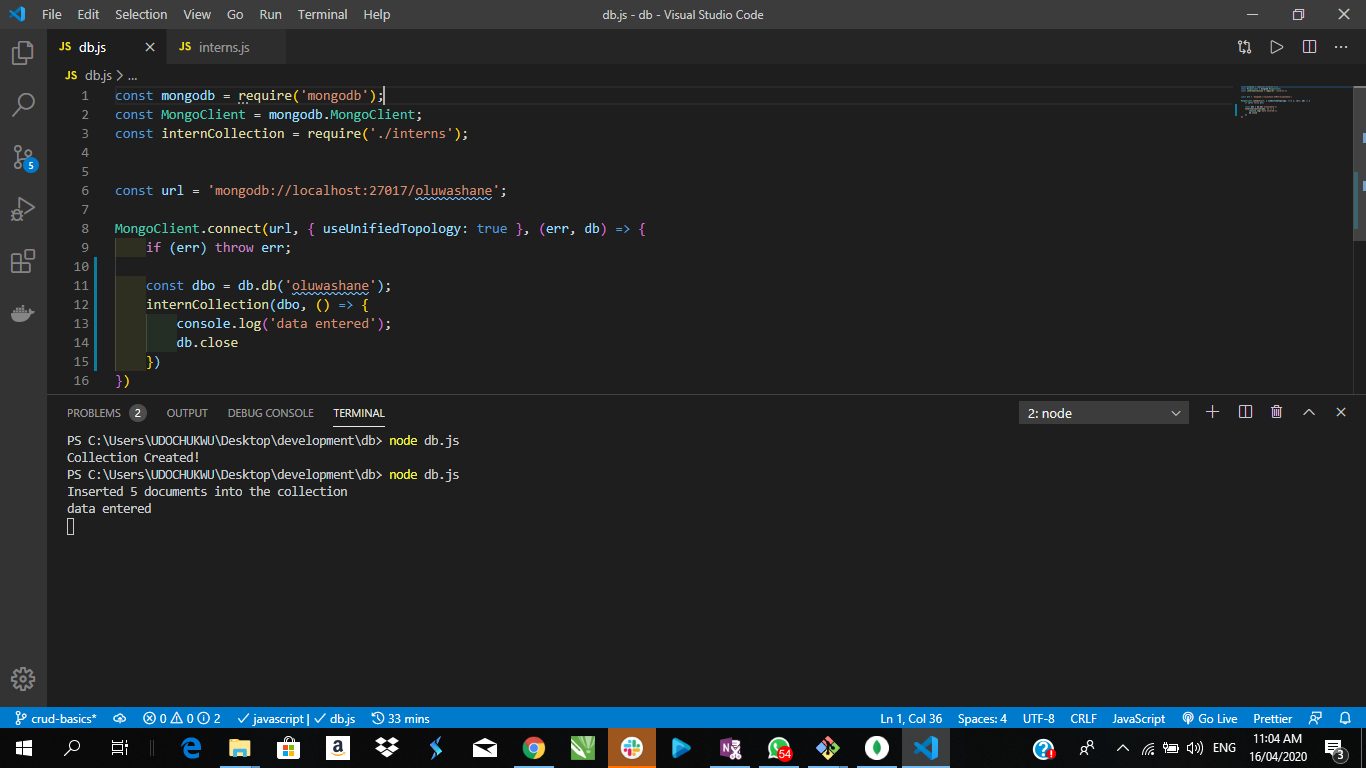 File Edit Selection View Go Run Terminal Help db.js - db - Visual Studio Code
JS db.js JS interns.js
JS db.js > ...
1 const mongodb = require('mongodb');
2 const MongoClient = mongodb.MongoClient;
3 const internCollection = require('./interns');
4
5
6 const url = 'mongodb://localhost:27017/oluwashane';
7
8 MongoClient.connect(url, { useUnifiedTopology: true }, (err, db) => {
9 if (err) throw err;
10
11 const dbo = db.db('oluwashane');
12 internCollection(dbo, () => {
13 console.log('data entered');
14 db.close
15 })
16 })
5
PROBLEMS 2 OUTPUT DEBUG CONSOLE TERMINAL 2: node
PS C:\Users\UDOCHUKWU\Desktop\development\db> node db.js
Collection Created!
PS C:\Users\UDOCHUKWU\Desktop\development\db> node db.js
Inserted 5 documents into the collection
data entered
crud-basics* 0 0 2 javascript | db.js 33 mins Ln 1, Col 36 Spaces: 4 UTF-8 CRLF JavaScript Go Live Prettier
54 ENG 11:04 AM
16/04/2020 3